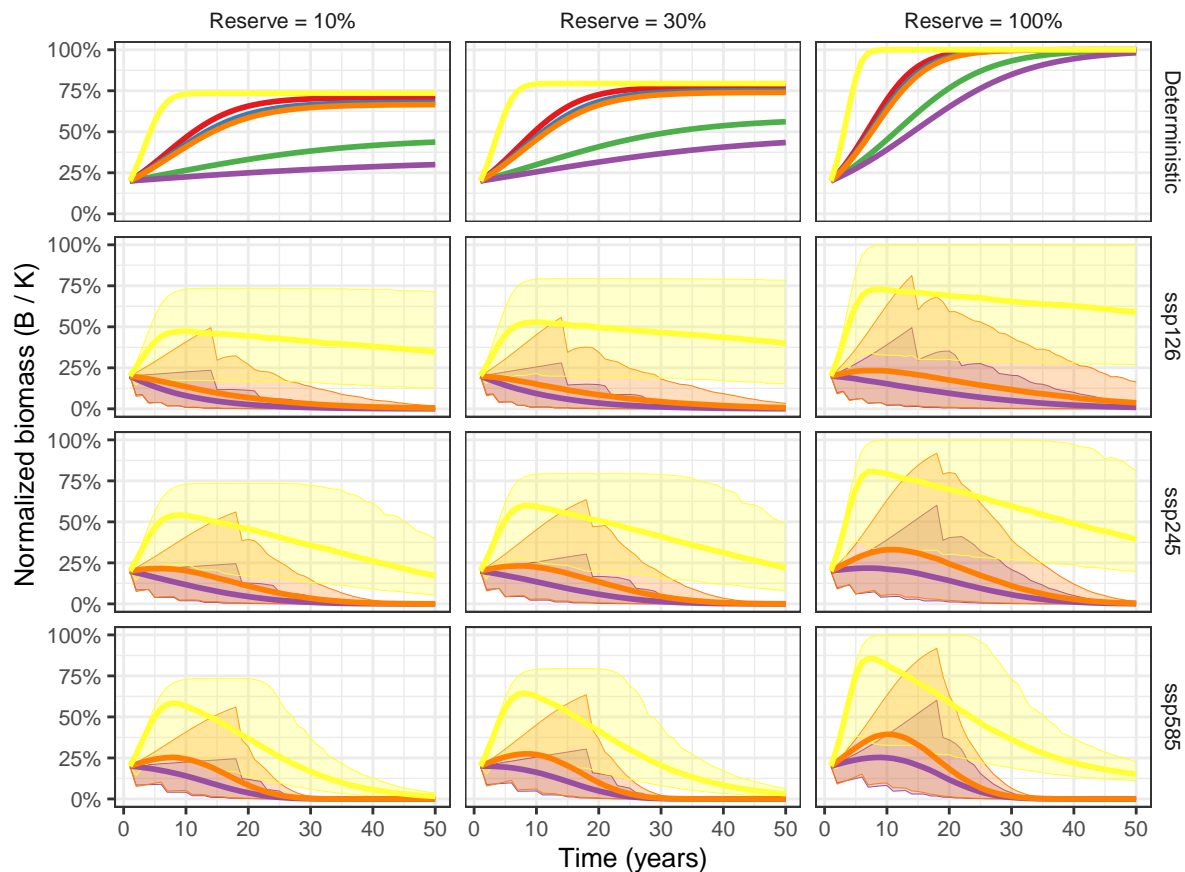 Reserve = 10%
Reserve = 30%
Reserve = 100%
100%
75%
50%
25%
0%
Deterministic
100%
75%
50%
25%
0%
ssp126
100%
75%
50%
25%
0%
ssp245
100%
75%
50%
25%
0%
ssp585
Normalized biomass (B / K)
0 10 20 30 40 50
0 10 20 30 40 50
0 10 20 30 40 50
Time (years)